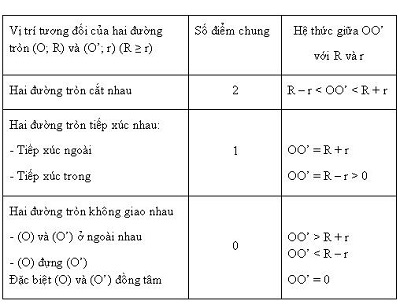 Vị trí tương đối của hai đường
tròn (O; R) và (O’; r) (R ≥ r)
Số điểm chung
Hệ thức giữa OO’
với R và r
Hai đường tròn cắt nhau
2
R – r < OO’ < R + r
Hai đường tròn tiếp xúc nhau:
- Tiếp xúc ngoài
- Tiếp xúc trong
1
OO’ = R + r
OO’ = R – r > 0
Hai đường tròn không giao nhau
- (O) và (O’) ở ngoài nhau
- (O) đựng (O’)
Đặc biệt (O) và (O’) đồng tâm
0
OO’ > R + r
OO’ < R – r
OO’ = 0